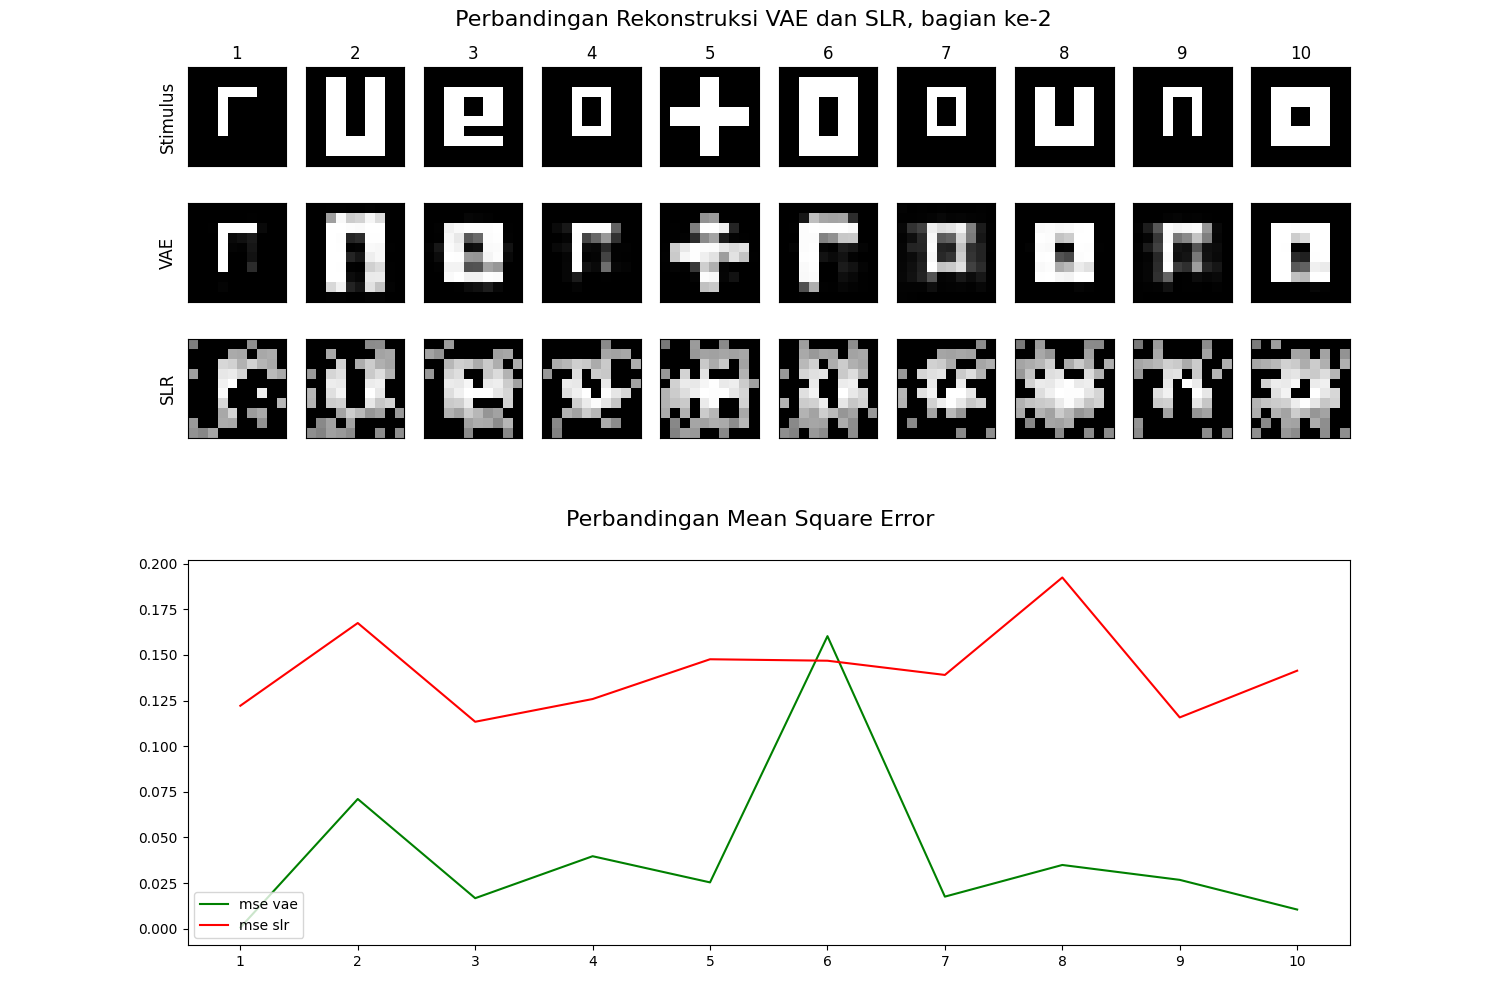 Perbandingan Rekonstruksi VAE dan SLR, bagian ke-2
1 2 3 4 5 6 7 8 9 10
Stimulus
VAE
SLR
Perbandingan Mean Square Error
0.200
0.175
0.150
0.125
0.100
0.075
0.050
0.025
0.000
mse vae
mse slr
1 2 3 4 5 6 7 8 9 10